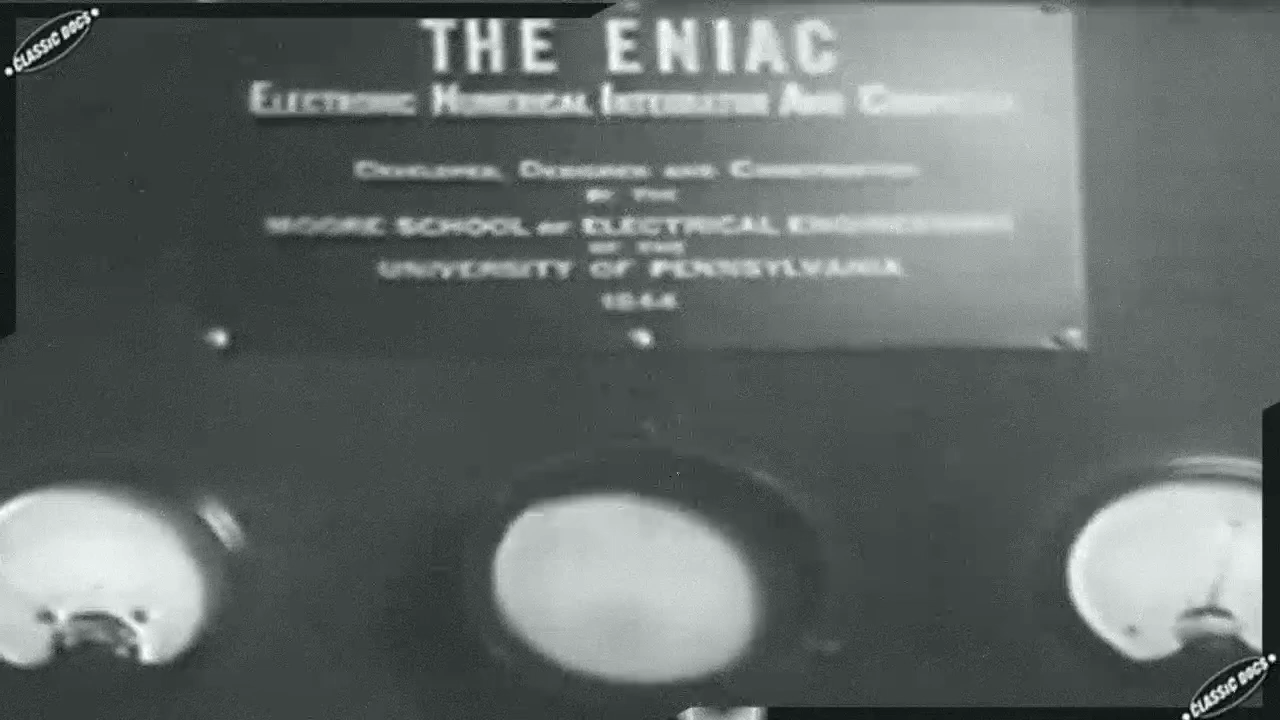 CLASSIC DOCS
THE ENIAC
ELECTRONIC NUMERICAL INTEGRATOR AND COMPUTER
DEVELOPED, DESIGNED AND CONSTRUCTED
BY THE
MOORE SCHOOL OF ELECTRICAL ENGINEERING
OF THE
UNIVERSITY OF PENNSYLVANIA
1944
CLASSIC DOCS